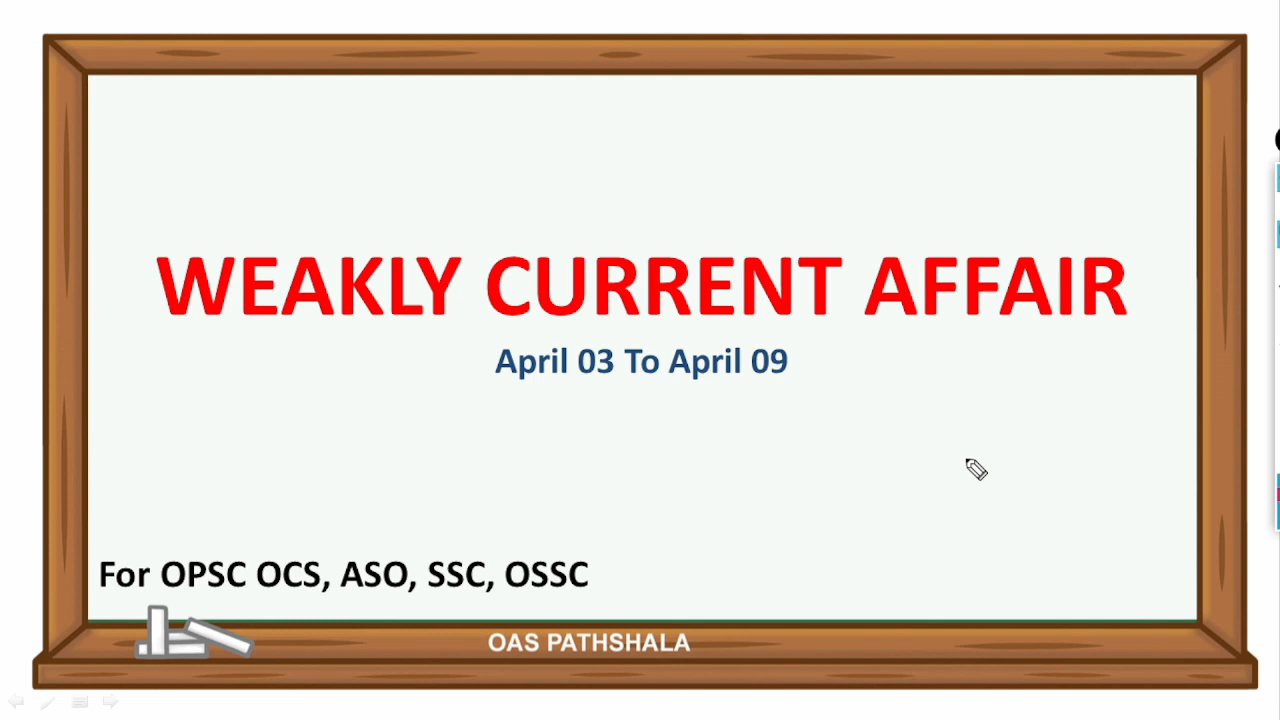 WEAKLY CURRENT AFFAIR
April 03 To April 09
For OPSC OCS, ASO, SSC, OSSC
OAS PATHSHALA